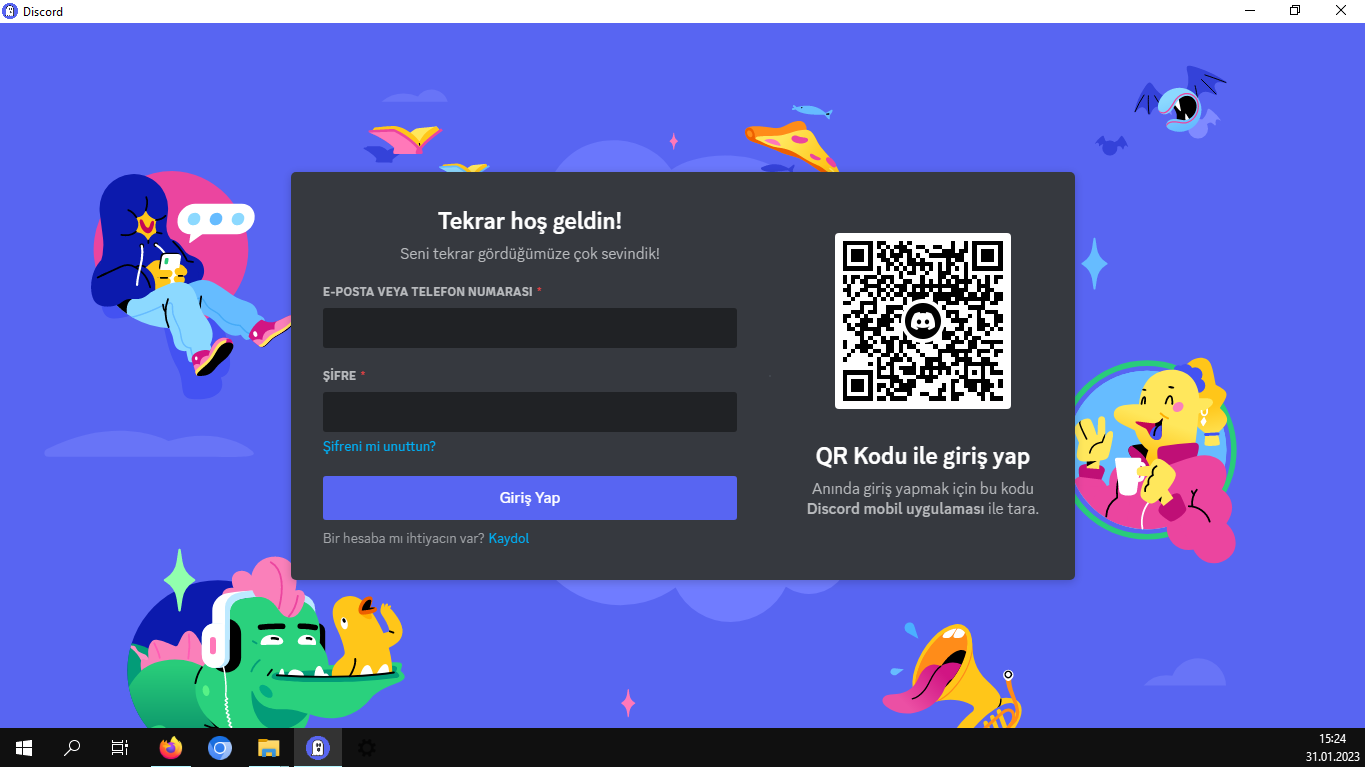 Discord
Tekrar hoş geldin!
Seni tekrar gördüğümüze çok sevindik!
E-POSTA VEYA TELEFON NUMARASI *
ŞİFRE *
Şifreni mi unuttun?
Giriş Yap
Bir hesaba mı ihtiyacın var? Kaydol
QR Kodu ile giriş yap
Anında giriş yapmak için bu kodu
Discord mobil uygulaması ile tara.
15:24
31.01.2023